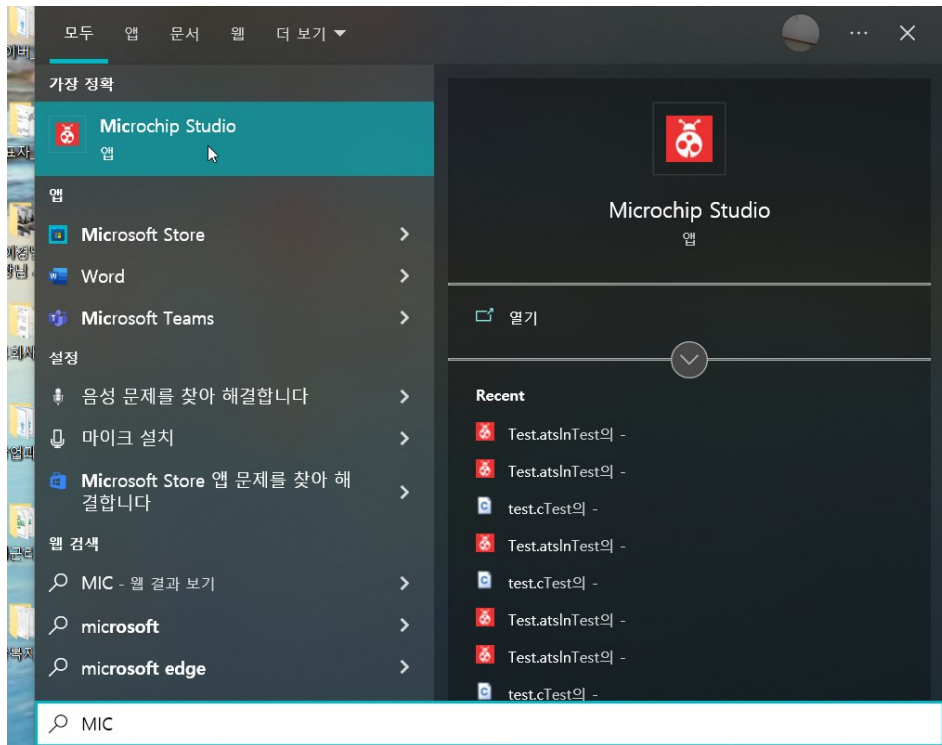 모두 앱 문서 웹 더 보기
가장 정확
Microchip Studio
앱
앱
Microsoft Store
Word
Microsoft Teams
설정
음성 문제를 찾아 해결합니다
마이크 설치
Microsoft Store 앱 문제를 찾아 해
결합니다
웹 검색
MIC - 웹 결과 보기
microsoft
microsoft edge
MIC
Microchip Studio
앱
열기
Recent
Test.atslnTest의 -
Test.atslnTest의 -
test.cTest의 -
Test.atslnTest의 -
test.cTest의 -
Test.atslnTest의 -
Test.atslnTest의 -
test.cTest의 -